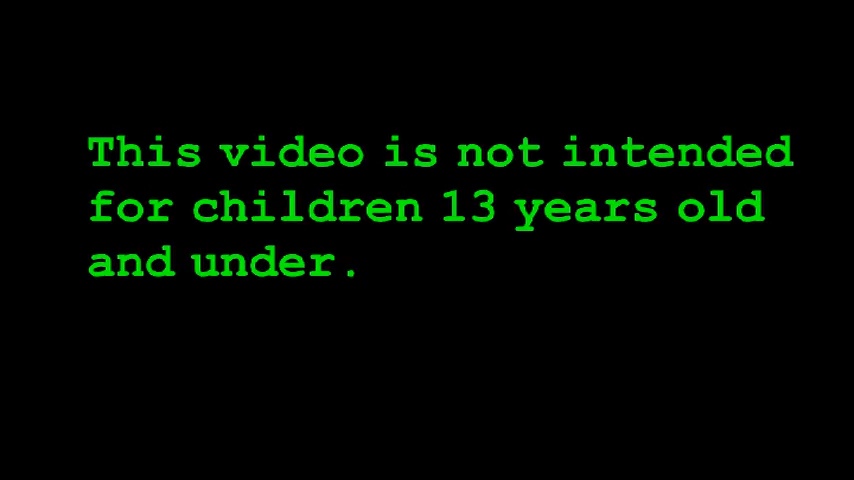 This video is not intended
for children 13 years old
and under.